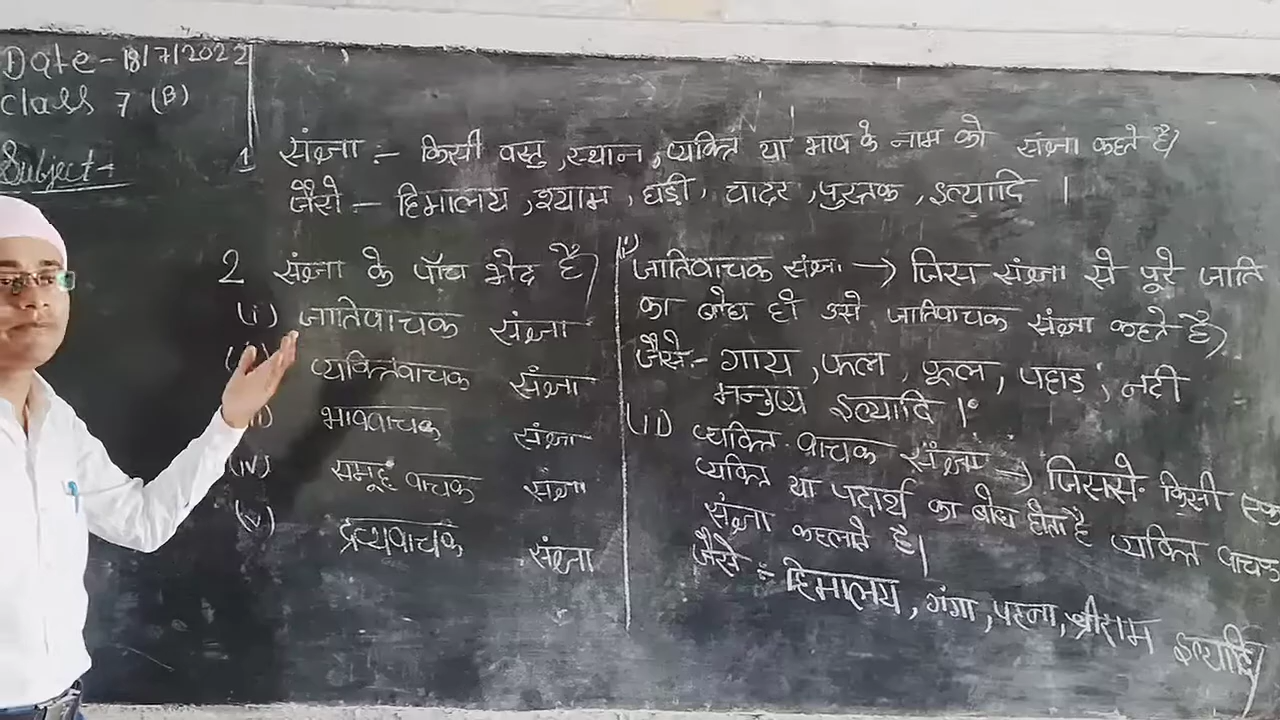 Date - 18/7/2022
Class 7 (B)
Subject -
1 संज्ञा :- किसी वस्तु, स्थान, व्यक्ति या भाव के नाम को संज्ञा कहते है।
जैसे :- हिमालय, श्याम, घड़ी, चादर, पुस्तक, इत्यादि ।
2 संज्ञा के पाँच भेद है।
(i) जातिवाचक संज्ञा
व्यक्तिवाचक संज्ञा
भाववाचक संज्ञा
(iv) समूह वाचक संज्ञा
(v) द्रव्यवाचक संज्ञा
(i) जातिवाचक संज्ञा → जिस संज्ञा से पूरे जाति
का बोध हो उसे जातिवाचक संज्ञा कहते है।
जैसे:- गाय, फल, फूल, पहाड़, नदी
मनुष्य इत्यादि ।
(ii) व्यक्ति वाचक संज्ञा → जिससे किसी एक
व्यक्ति या पदार्थ का बोध होता है व्यक्ति वाचक
संज्ञा कहलाते है।
जैसे :- हिमालय, गंगा, पटना, श्रीराम इत्यादि।